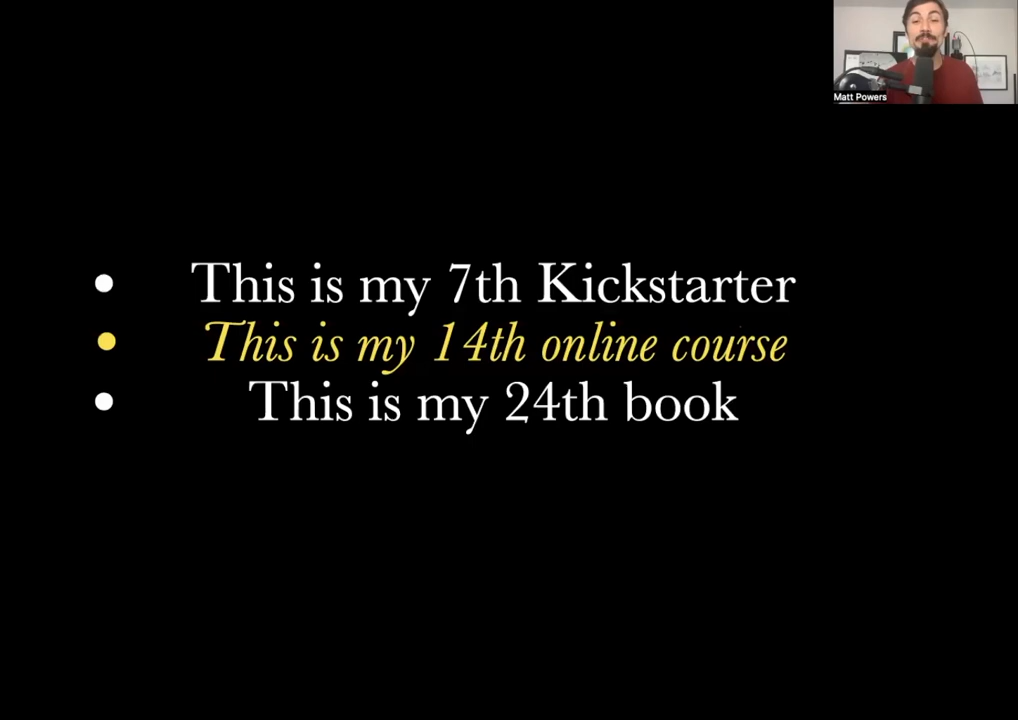 Matt Powers
• This is my 7th Kickstarter
• This is my 14th online course
• This is my 24th book